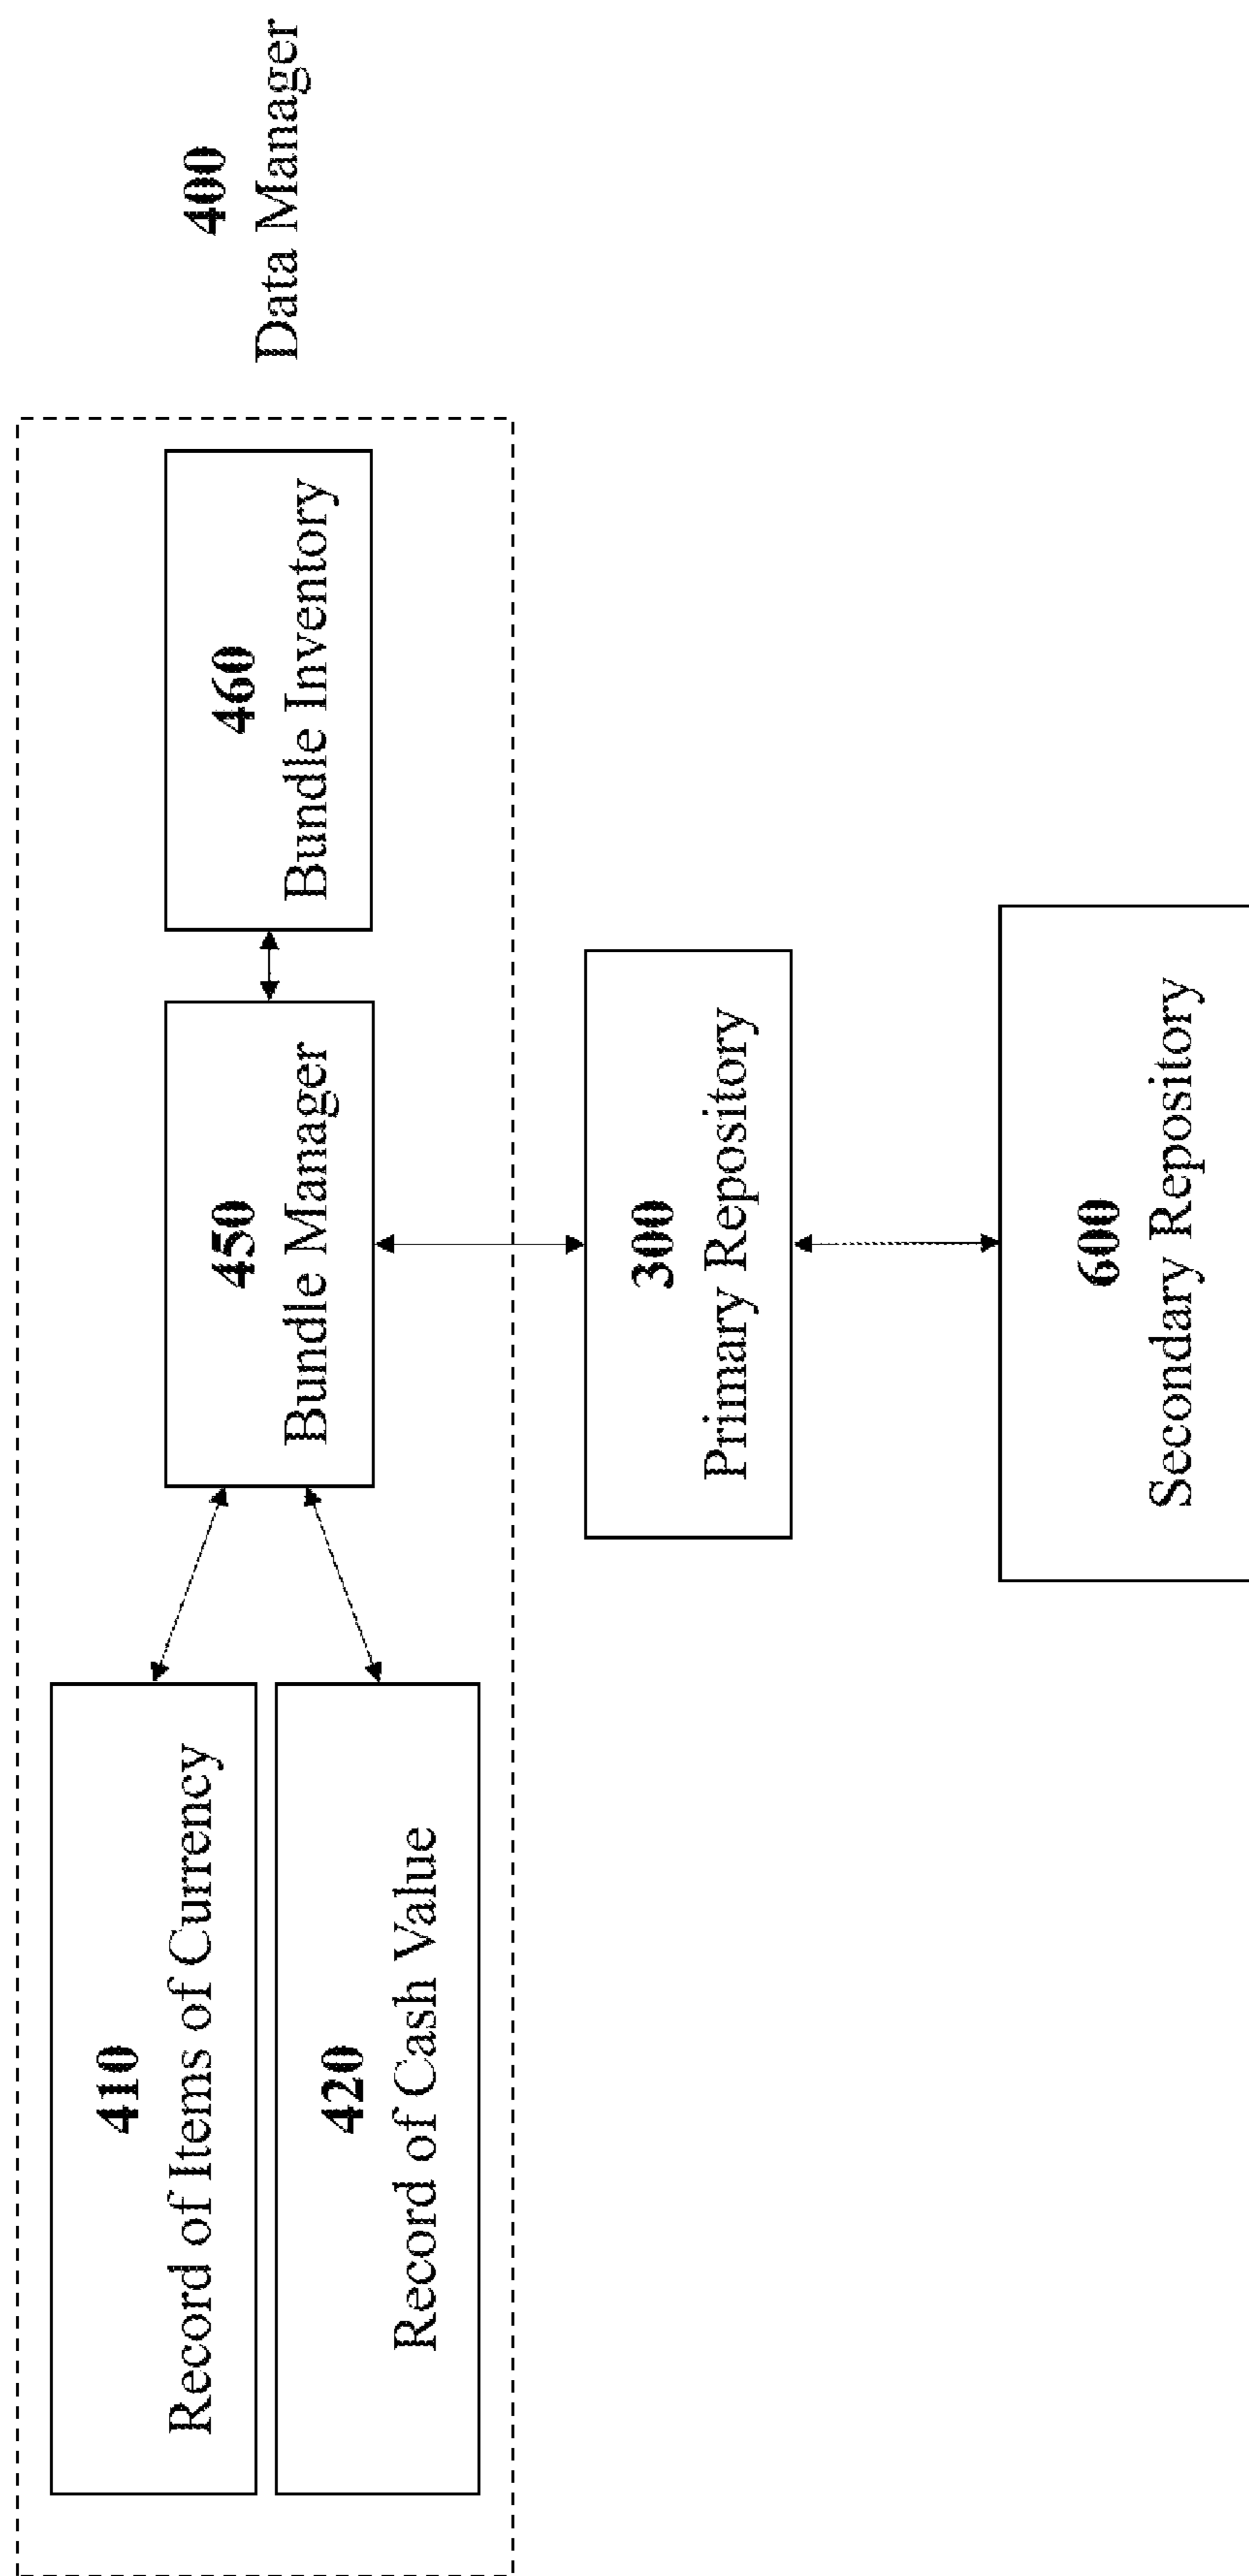 410
Record of Items of Currency
420
Record of Cash Value
450
Bundle Manager
460
Bundle Inventory
400
Data Manager
300
Primary Repository
600
Secondary Repository